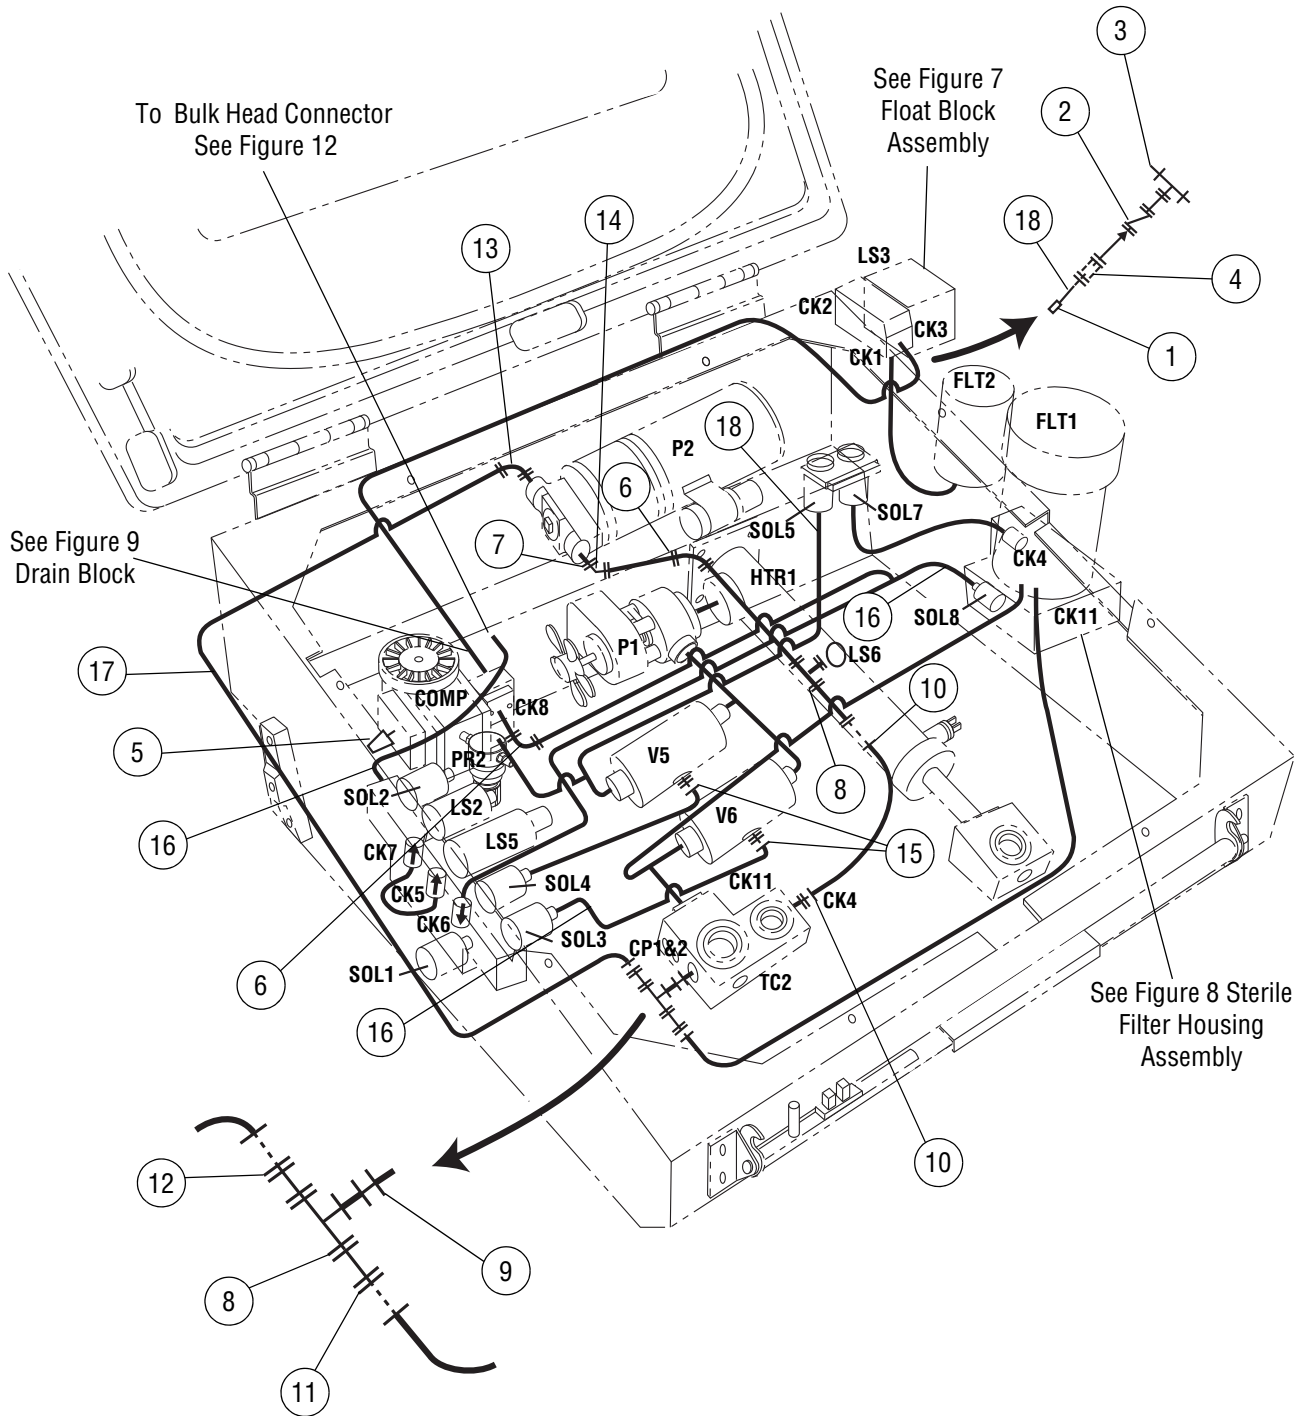 3
See Figure 7
Float Block
Assembly
To  Bulk Head Connector
See Figure 12
2
14
18
13
LS3
4
CK2
CK3
CK1
1
FLT2
FLT1
18
P2
6
SOL7
SOL5
See Figure 9
Drain Block
7
CK4
HTR1
16
SOL8
CK11
P1
LS6
17
COMP
CK8
10
5
PR2
V5
SOL2
LS2
8
V6
16
LS5
CK7
15
SOL4
CK11
CK5
CK4
CK6
SOL3
CP1&2
SOL1
TC2
6
16
See Figure 8 Sterile
Filter Housing
Assembly
10
12
9
8
11